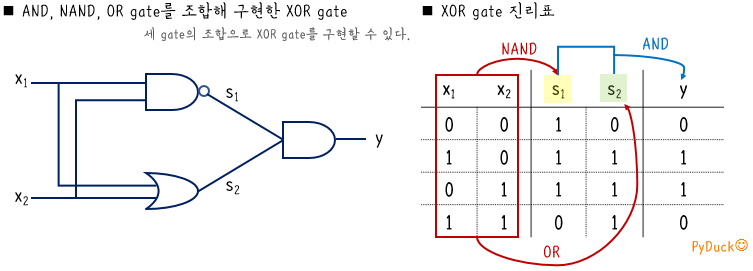 ■ AND, NAND, OR gate를 조합해 구현한 XOR gate
세 gate의 조합으로 XOR gate를 구현할 수 있다.
x1
s1
y
s2
x2
■ XOR gate 진리표
NAND
AND
x1 x2 s1 s2 y
0 0 1 0 0
1 0 1 1 1
0 1 1 1 1
1 1 0 1 0
OR
PyDuck😊